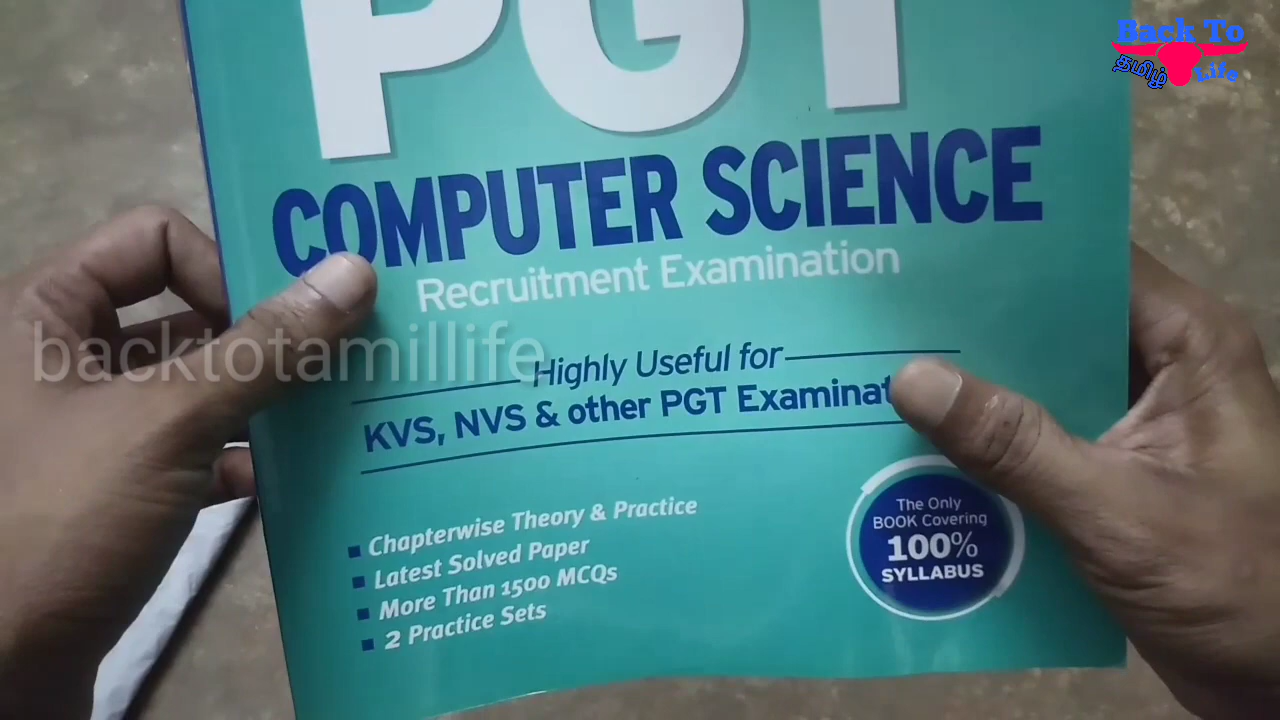 PGT
COMPUTER SCIENCE
Recruitment Examination
Highly Useful for
KVS, NVS & other PGT Examinat
Chapterwise Theory & Practice
Latest Solved Paper
More Than 1500 MCQs
2 Practice Sets
The Only
BOOK Covering
100%
SYLLABUS
Back To
தமிழ் Life
backtotamillife